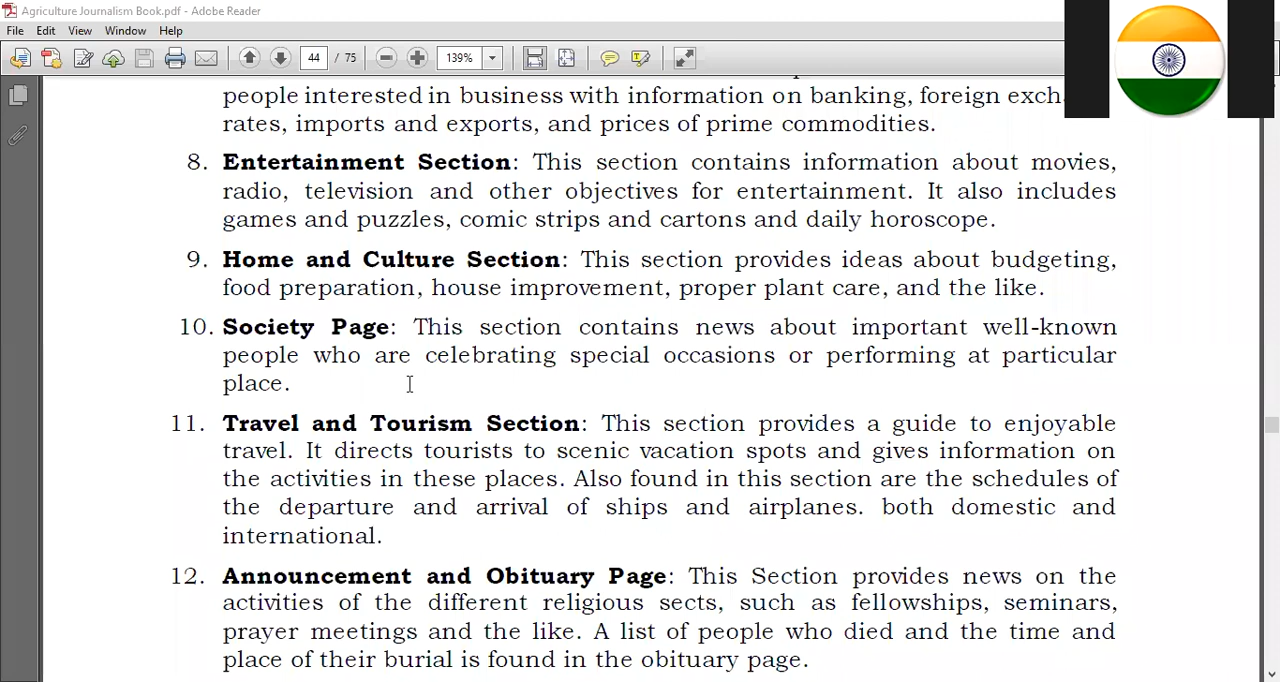 Agriculture Journalism Book.pdf - Adobe Reader
File Edit View Window Help
44 / 75 139%
people interested in business with information on banking, foreign
rates, imports and exports, and prices of prime commodities.
8. Entertainment Section: This section contains information about movies,
radio, television and other objectives for entertainment. It also includes
games and puzzles, comic strips and cartons and daily horoscope.
9. Home and Culture Section: This section provides ideas about budgeting,
food preparation, house improvement, proper plant care, and the like.
10. Society Page: This section contains news about important well-known
people who are celebrating special occasions or performing at particular
place.
11. Travel and Tourism Section: This section provides a guide to enjoyable
travel. It directs tourists to scenic vacation spots and gives information on
the activities in these places. Also found in this section are the schedules of
the departure and arrival of ships and airplanes. both domestic and
international.
12. Announcement and Obituary Page: This Section provides news on the
activities of the different religious sects, such as fellowships, seminars,
prayer meetings and the like. A list of people who died and the time and
place of their burial is found in the obituary page.